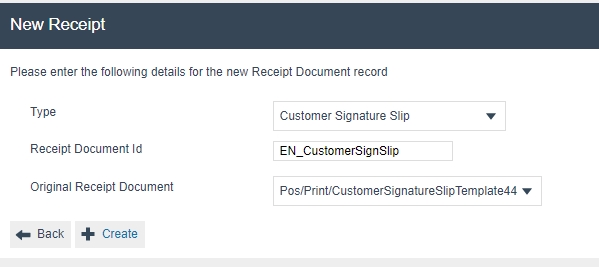 New Receipt
Please enter the following details for the new Receipt Document record
Type
Customer Signature Slip
Receipt Document Id
EN_CustomerSignSlip
Original Receipt Document
Pos/Print/CustomerSignatureSlipTemplate44
Back
Create